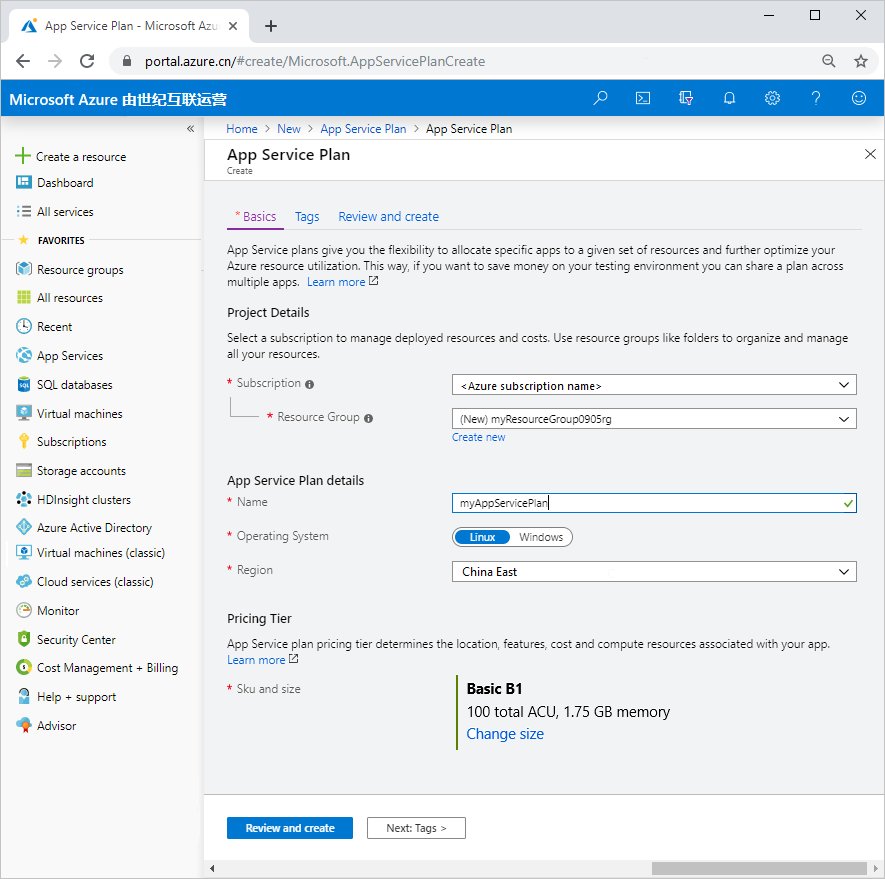 App Service Plan - Microsoft Azu
portal.azure.cn/#create/Microsoft.AppServicePlanCreate
Microsoft Azure 由世纪互联运营
Home > New > App Service Plan > App Service Plan
App Service Plan
Create
Create a resource
Dashboard
All services
FAVORITES
Resource groups
All resources
Recent
App Services
SQL databases
Virtual machines
Subscriptions
Storage accounts
HDInsight clusters
Azure Active Directory
Virtual machines (classic)
Cloud services (classic)
Monitor
Security Center
Cost Management + Billing
Help + support
Advisor
* Basics Tags Review and create
App Service plans give you the flexibility to allocate specific apps to a given set of resources and further optimize your
Azure resource utilization. This way, if you want to save money on your testing environment you can share a plan across
multiple apps. Learn more
Project Details
Select a subscription to manage deployed resources and costs. Use resource groups like folders to organize and manage
all your resources.
* Subscription <Azure subscription name>
* Resource Group (New) myResourceGroup0905rg
Create new
App Service Plan details
* Name myAppServicePlan
* Operating System Linux Windows
* Region China East
Pricing Tier
App Service plan pricing tier determines the location, features, cost and compute resources associated with your app.
Learn more
* Sku and size Basic B1
100 total ACU, 1.75 GB memory
Change size
Review and create Next: Tags >